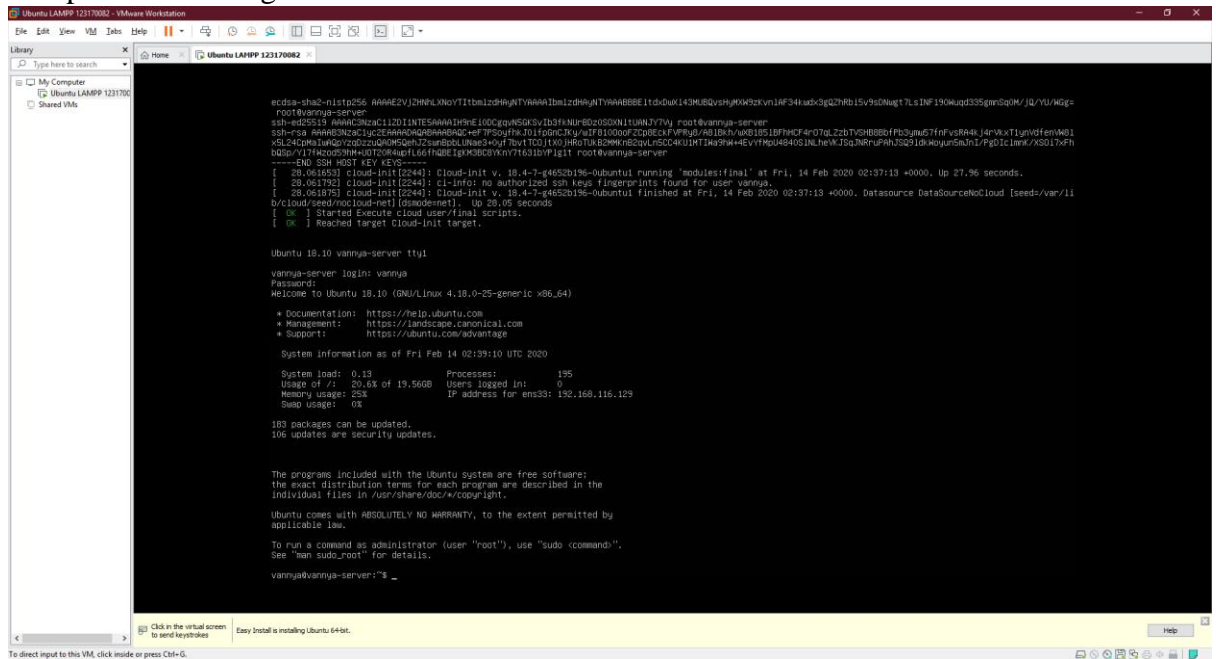 Ubuntu LAMPP 123170082 - VMware Workstation
File Edit View VM Tabs Help
Library
Type here to search
My Computer
Ubuntu LAMPP 123170
Shared VMs
Home
Ubuntu LAMPP 123170082
root@vannya-server
-----END SSH HOST KEY KEYS-----
[ 28.061653] cloud-init[2244]: Cloud-init v. 18.4-7-g4652b196-0ubuntu1 running 'modules:final' at Fri, 14 Feb 2020 02:37:13 +0000. Up 27.96 seconds.
[ 28.061792] cloud-init[2244]: ci-info: no authorized ssh keys fingerprints found for user vannya.
[ 28.061875] cloud-init[2244]: Cloud-init v. 18.4-7-g4652b196-0ubuntu1 finished at Fri, 14 Feb 2020 02:37:13 +0000. Datasource DataSourceNoCloud [seed=/var/li
b/cloud/seed/nocloud-net][dsmode=net]. Up 28.05 seconds
[ OK ] Started Execute cloud user/final scripts.
[ OK ] Reached target Cloud-init target.
Ubuntu 18.10 vannya-server tty1
vannya-server login: vannya
Password:
Welcome to Ubuntu 18.10 (GNU/Linux 4.18.0-25-generic x86_64)
* Documentation: https://help.ubuntu.com
* Management: https://landscape.canonical.com
* Support: https://ubuntu.com/advantage
System information as of Fri Feb 14 02:39:10 UTC 2020
System load: 0.13 Processes: 195
Usage of /: 20.6% of 19.56GB Users logged in: 0
Memory usage: 25% IP address for ens33: 192.168.116.129
Swap usage: 0%
183 packages can be updated.
106 updates are security updates.
The programs included with the Ubuntu system are free software;
the exact distribution terms for each program are described in the
individual files in /usr/share/doc/*/copyright.
Ubuntu comes with ABSOLUTELY NO WARRANTY, to the extent permitted by
applicable law.
To run a command as administrator (user "root"), use "sudo <command>".
See "man sudo_root" for details.
vannya@vannya-server:~$ _
Click in the virtual screen
to send keystrokes
Easy Install is installing Ubuntu 64-bit.
Help
To direct input to this VM, click inside or press Ctrl+G.